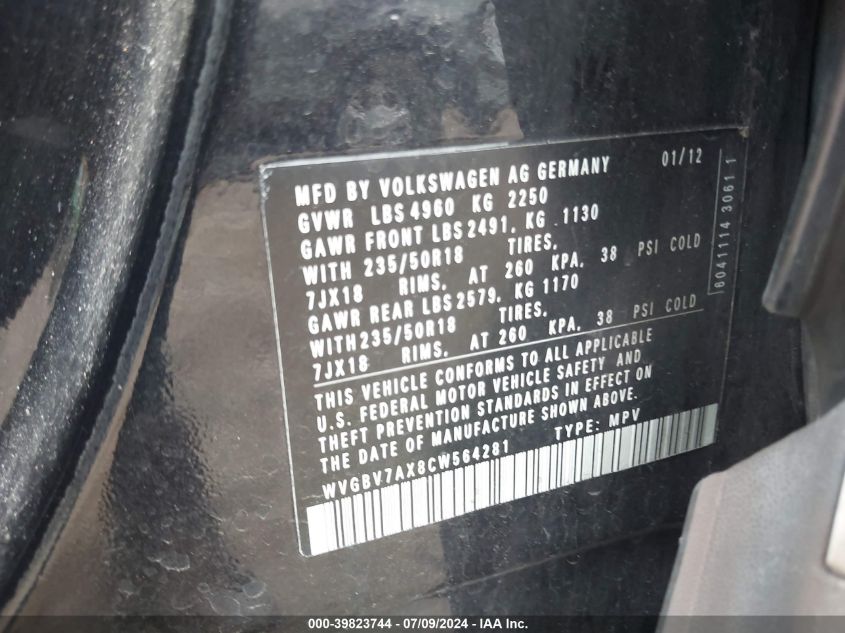 MFD BY VOLKSWAGEN AG GERMANY 01/12
GVWR LBS 4960 KG 2250
GAWR FRONT LBS 2491, KG 1130
WITH 235/50R18 TIRES,
7JX18 RIMS, AT 260 KPA, 38 PSI COLD
GAWR REAR LBS 2579, KG 1170
WITH 235/50R18 TIRES,
7JX18 RIMS, AT 260 KPA, 38 PSI COLD
THIS VEHICLE CONFORMS TO ALL APPLICABLE
U.S. FEDERAL MOTOR VEHICLE SAFETY AND
THEFT PREVENTION STANDARDS IN EFFECT ON
THE DATE OF MANUFACTURE SHOWN ABOVE.
WVGBV7AX8CW564281 TYPE: MPV
6041114 3061 1
000-39823744 - 07/09/2024 - IAA, Inc.